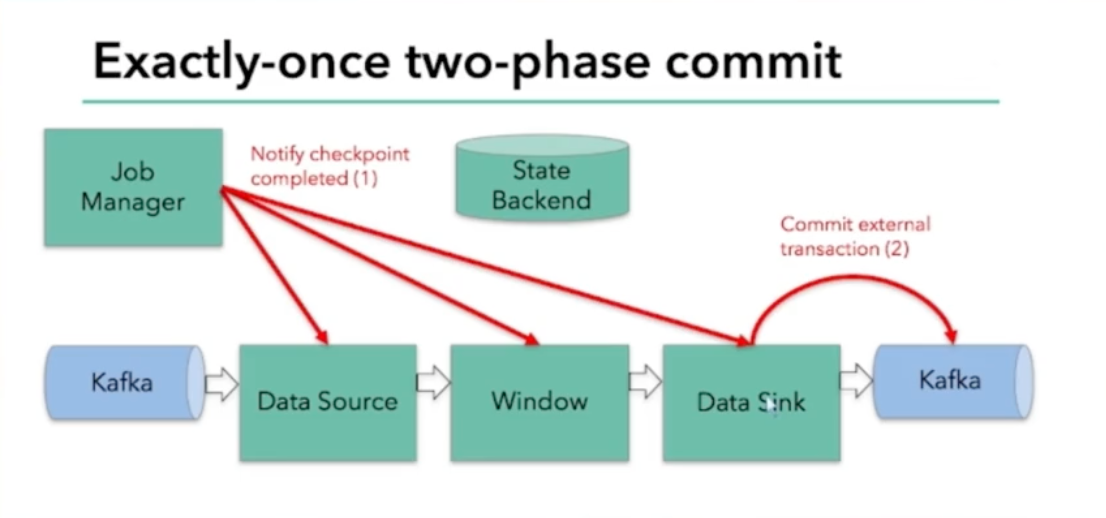 Exactly-once two-phase commit
Job
Manager
Notify checkpoint
completed (1)
State
Backend
Commit external
transaction (2)
Kafka
Data Source
Window
Data Sink
Kafka